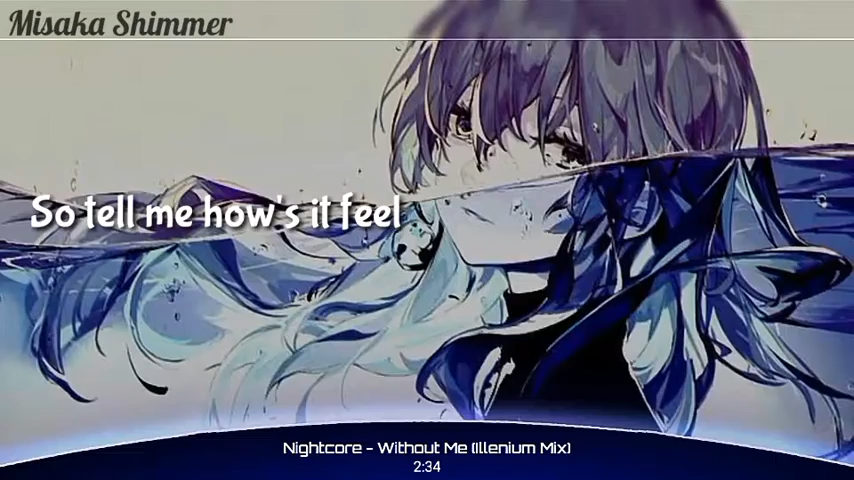 Misaka Shimmer
So tell me how's it feel
Nightcore - Without Me (Illenium Mix)
2:34